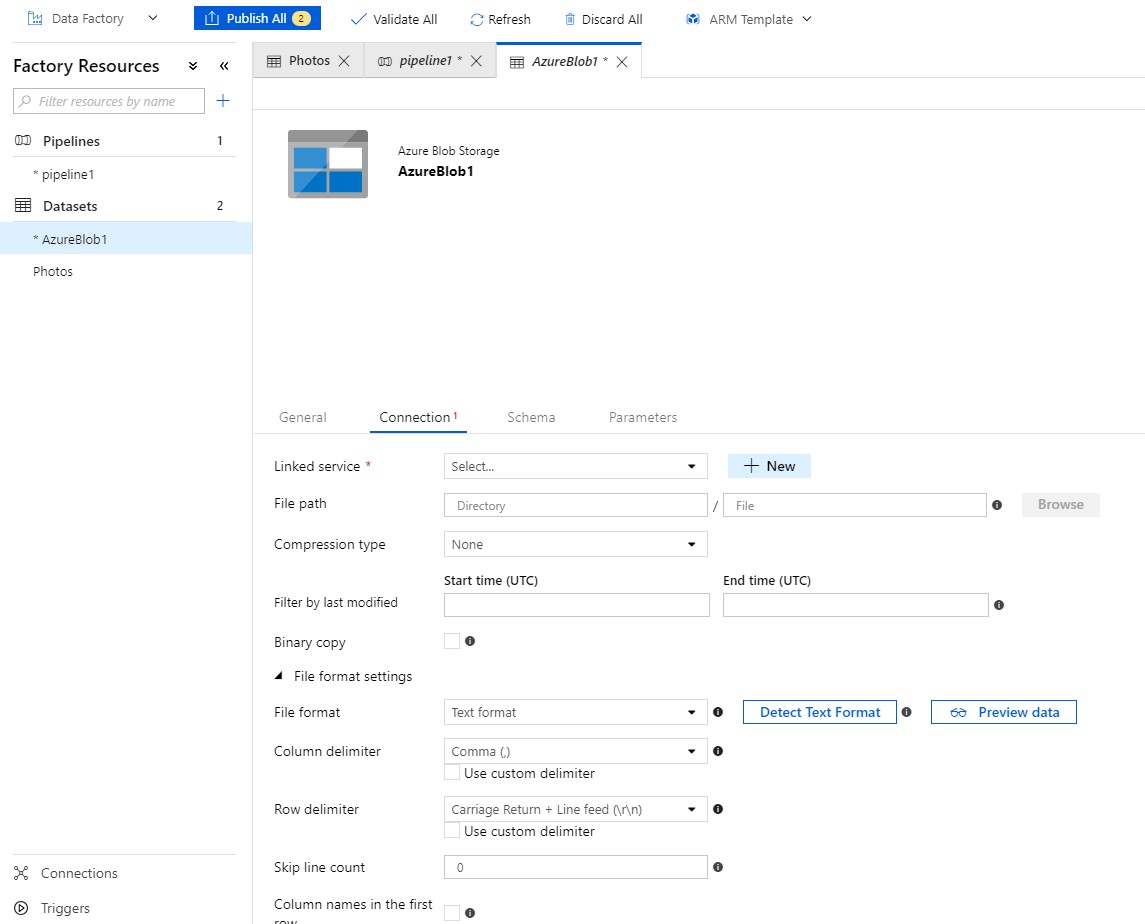 Data Factory
Publish All 2
Validate All
Refresh
Discard All
ARM Template
Factory Resources
Filter resources by name
Pipelines 1
* pipeline1
Datasets 2
* AzureBlob1
Photos
Connections
Triggers
Photos
pipeline1 *
AzureBlob1 *
Azure Blob Storage
AzureBlob1
General
Connection 1
Schema
Parameters
Linked service * Select... New
File path Directory / File Browse
Compression type None
Start time (UTC) End time (UTC)
Filter by last modified
Binary copy
File format settings
File format Text format Detect Text Format Preview data
Column delimiter Comma (,)
Use custom delimiter
Row delimiter Carriage Return + Line feed (\r\n)
Use custom delimiter
Skip line count 0
Column names in the first
row